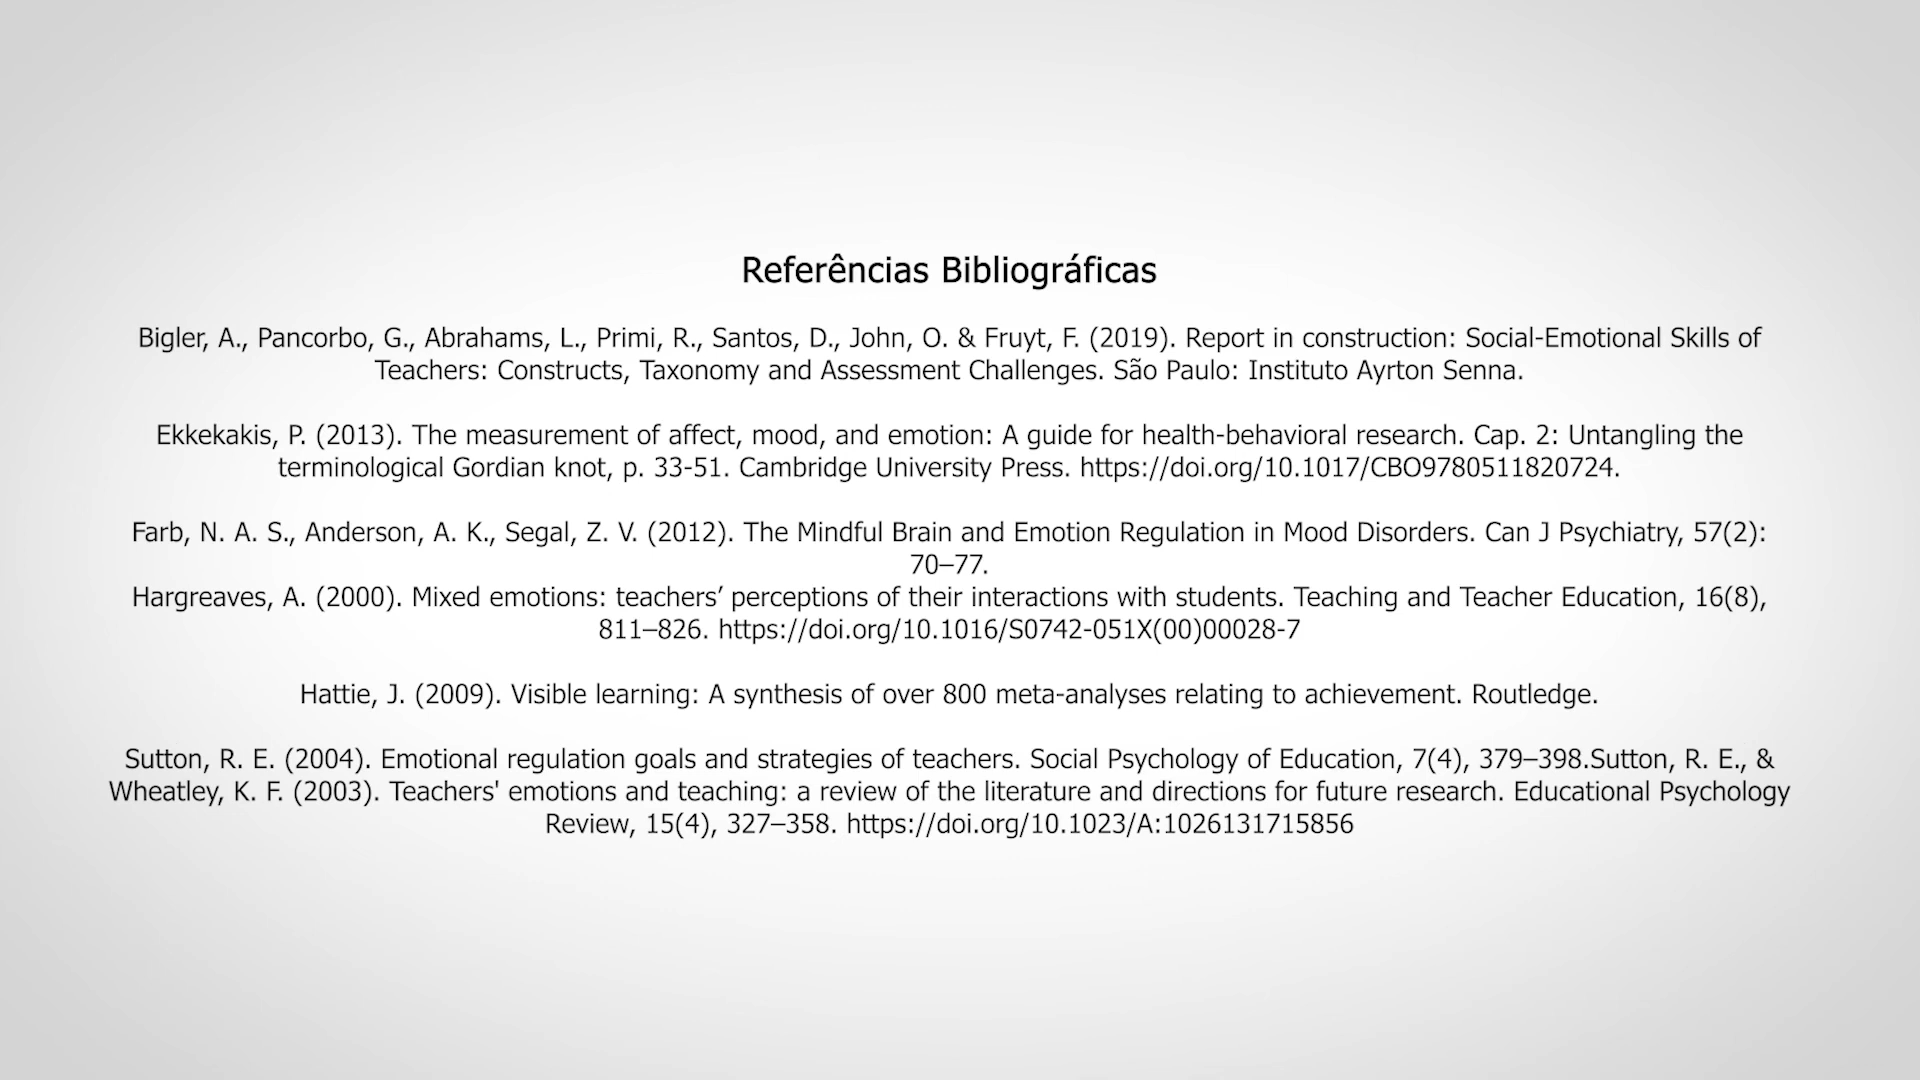 Referências Bibliográficas
Bigler, A., Pancorbo, G., Abrahams, L., Primi, R., Santos, D., John, O. & Fruyt, F. (2019). Report in construction: Social-Emotional Skills of
Teachers: Constructs, Taxonomy and Assessment Challenges. São Paulo: Instituto Ayrton Senna.
Ekkekakis, P. (2013). The measurement of affect, mood, and emotion: A guide for health-behavioral research. Cap. 2: Untangling the
terminological Gordian knot, p. 33-51. Cambridge University Press. https://doi.org/10.1017/CBO9780511820724.
Farb, N. A. S., Anderson, A. K., Segal, Z. V. (2012). The Mindful Brain and Emotion Regulation in Mood Disorders. Can J Psychiatry, 57(2):
70–77.
Hargreaves, A. (2000). Mixed emotions: teachers’ perceptions of their interactions with students. Teaching and Teacher Education, 16(8),
811–826. https://doi.org/10.1016/S0742-051X(00)00028-7
Hattie, J. (2009). Visible learning: A synthesis of over 800 meta-analyses relating to achievement. Routledge.
Sutton, R. E. (2004). Emotional regulation goals and strategies of teachers. Social Psychology of Education, 7(4), 379–398.Sutton, R. E., &
Wheatley, K. F. (2003). Teachers' emotions and teaching: a review of the literature and directions for future research. Educational Psychology
Review, 15(4), 327–358. https://doi.org/10.1023/A:1026131715856